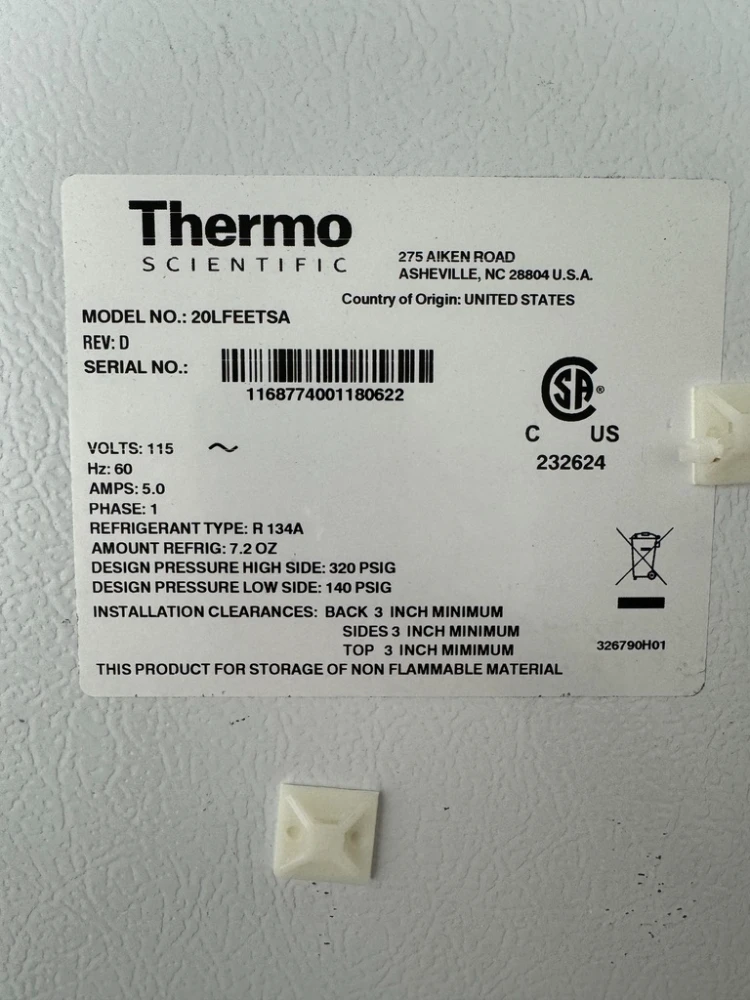 Thermo
SCIENTIFIC
275 AIKEN ROAD
ASHEVILLE, NC 28804 U.S.A.
Country of Origin: UNITED STATES
MODEL NO.: 20LFEETSA
REV: D
SERIAL NO.:
1168774001180622
SA ®
C US
232624
VOLTS: 115 ~
Hz: 60
AMPS: 5.0
PHASE: 1
REFRIGERANT TYPE: R 134A
AMOUNT REFRIG: 7.2 OZ
DESIGN PRESSURE HIGH SIDE: 320 PSIG
DESIGN PRESSURE LOW SIDE: 140 PSIG
INSTALLATION CLEARANCES: BACK 3 INCH MINIMUM
SIDES 3 INCH MINIMUM
TOP 3 INCH MIMIMUM
326790H01
THIS PRODUCT FOR STORAGE OF NON FLAMMABLE MATERIAL